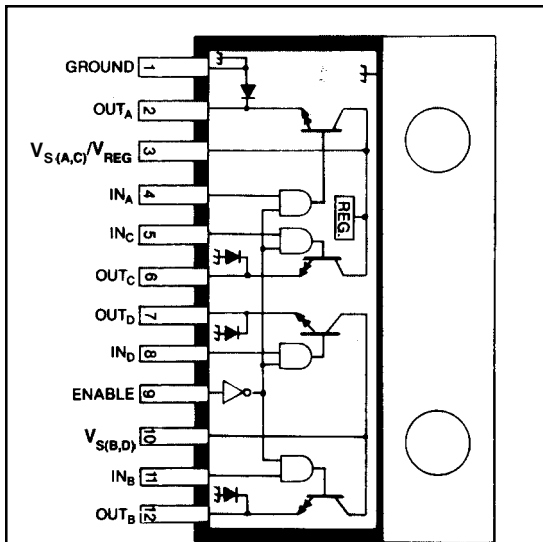 GROUND 1
OUTA 2
VS (A,C)/VREG 3
INA 4
INC 5
OUTC 6
OUTD 7
IND 8
ENABLE 9
VS(B,D) 10
INB 11
OUTB 12
REG.